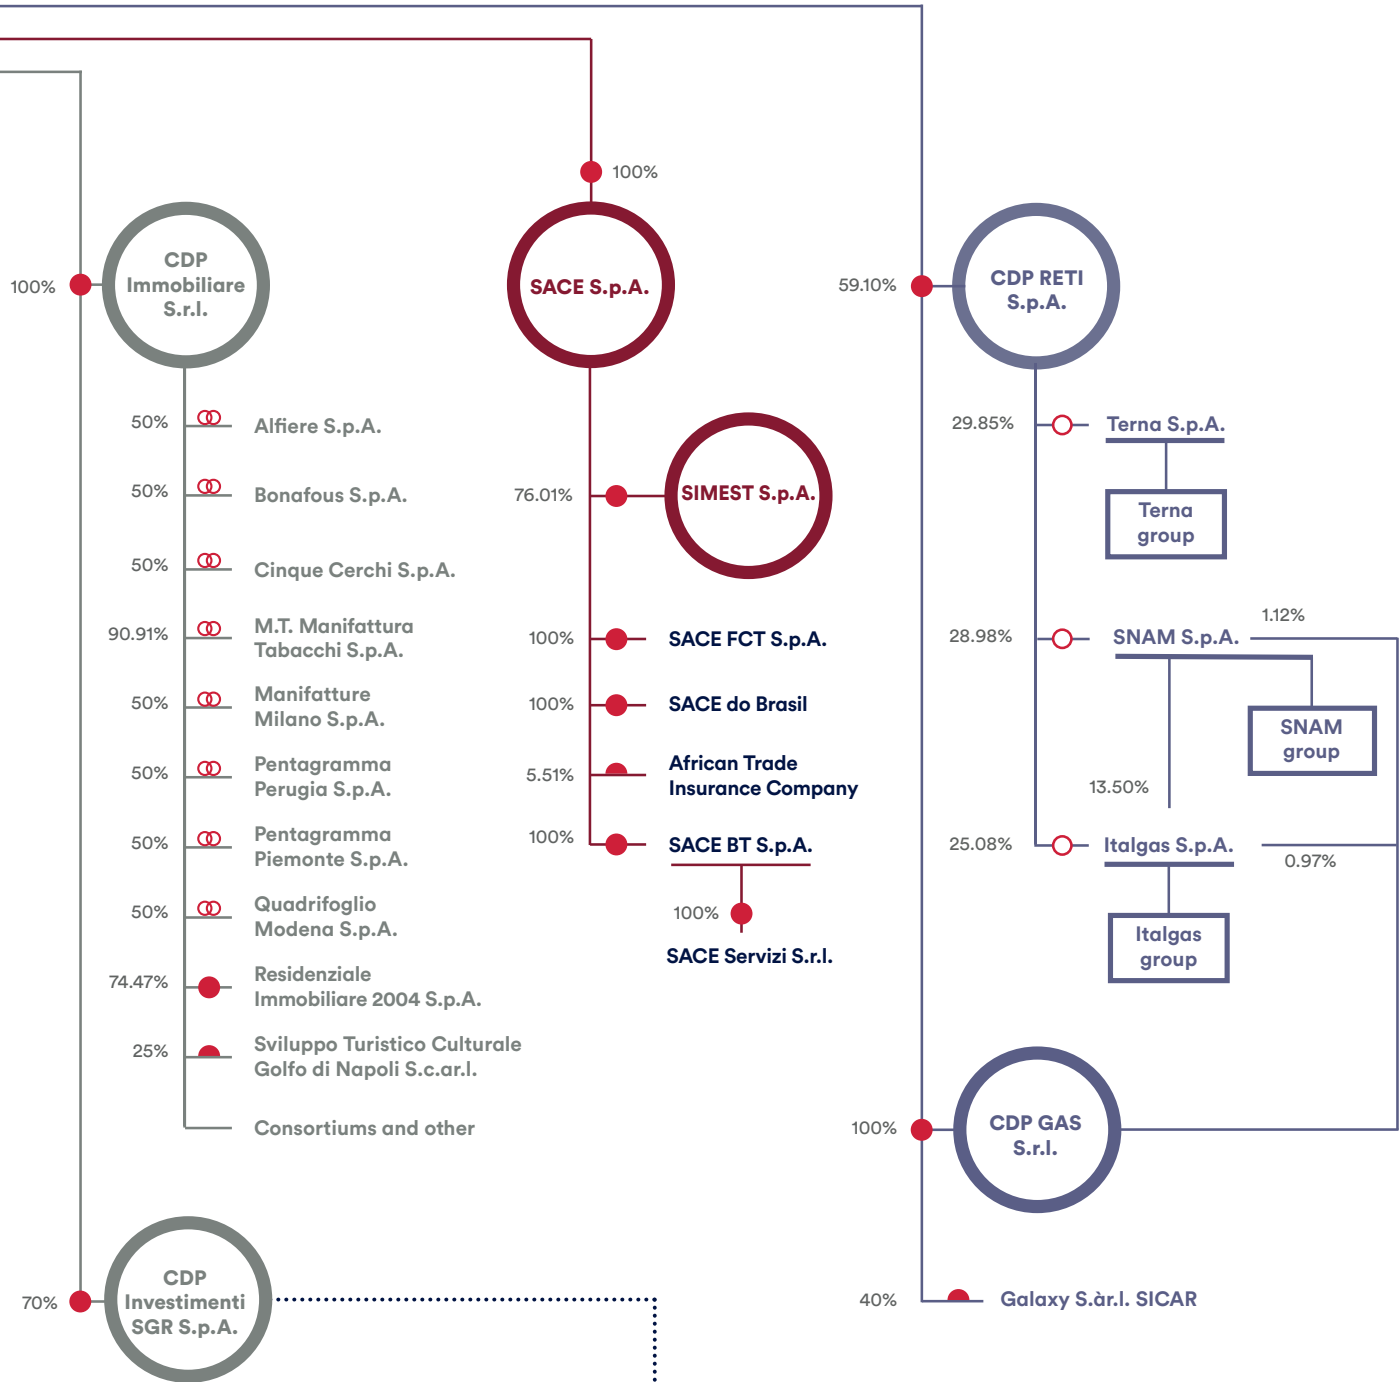 100%
CDP
Immobiliare
S.r.l.
50%
Alfiere S.p.A.
50%
Bonafous S.p.A.
50%
Cinque Cerchi S.p.A.
90.91%
M.T. Manifattura
Tabacchi S.p.A.
50%
Manifatture
Milano S.p.A.
50%
Pentagramma
Perugia S.p.A.
50%
Pentagramma
Piemonte S.p.A.
50%
Quadrifoglio
Modena S.p.A.
74.47%
Residenziale
Immobiliare 2004 S.p.A.
25%
Sviluppo Turistico Culturale
Golfo di Napoli S.c.ar.l.
Consortiums and other
70%
CDP
Investimenti
SGR S.p.A.
100%
SACE S.p.A.
76.01%
SIMEST S.p.A.
100%
SACE FCT S.p.A.
100%
SACE do Brasil
5.51%
African Trade
Insurance Company
100%
SACE BT S.p.A.
100%
SACE Servizi S.r.l.
59.10%
CDP RETI
S.p.A.
29.85%
Terna S.p.A.
Terna
group
28.98%
SNAM S.p.A.
1.12%
SNAM
group
13.50%
25.08%
Italgas S.p.A.
0.97%
Italgas
group
100%
CDP GAS
S.r.l.
40%
Galaxy S.àr.l. SICAR